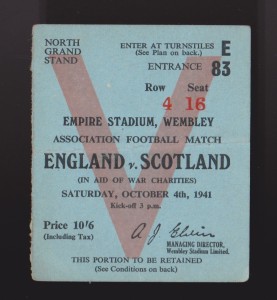 NORTH
GRAND
STAND
ENTER AT TURNSTILES
(See Plan on back.)
E
ENTRANCE 83
Row Seat
4 16
EMPIRE STADIUM, WEMBLEY
ASSOCIATION FOOTBALL MATCH
ENGLAND v. SCOTLAND
(IN AID OF WAR CHARITIES)
SATURDAY, OCTOBER 4th, 1941
Kick-off 3 p.m.
Price 10'6
(Including Tax)
A J Elvin
MANAGING DIRECTOR,
Wembley Stadium Limited.
THIS PORTION TO BE RETAINED
(See Conditions on back)